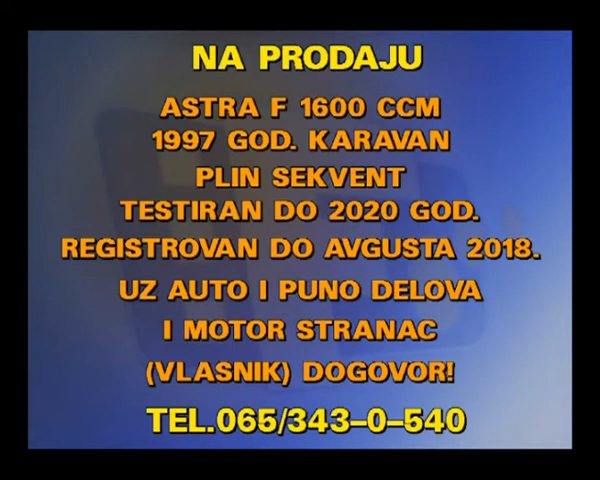 NA PRODAJU
ASTRA F 1600 CCM
1997 GOD. KARAVAN
PLIN SEKVENT
TESTIRAN DO 2020 GOD.
REGISTROVAN DO AVGUSTA 2018.
UZ AUTO I PUNO DELOVA
I MOTOR STRANAC
(VLASNIK) DOGOVOR!
TEL.065/343–0–540